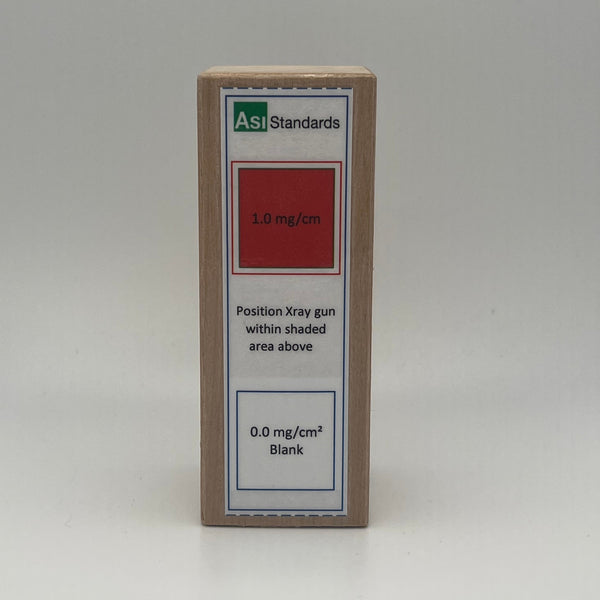 ASI Standards
1.0 mg/cm
Position Xray gun
within shaded
area above
0.0 mg/cm²
Blank